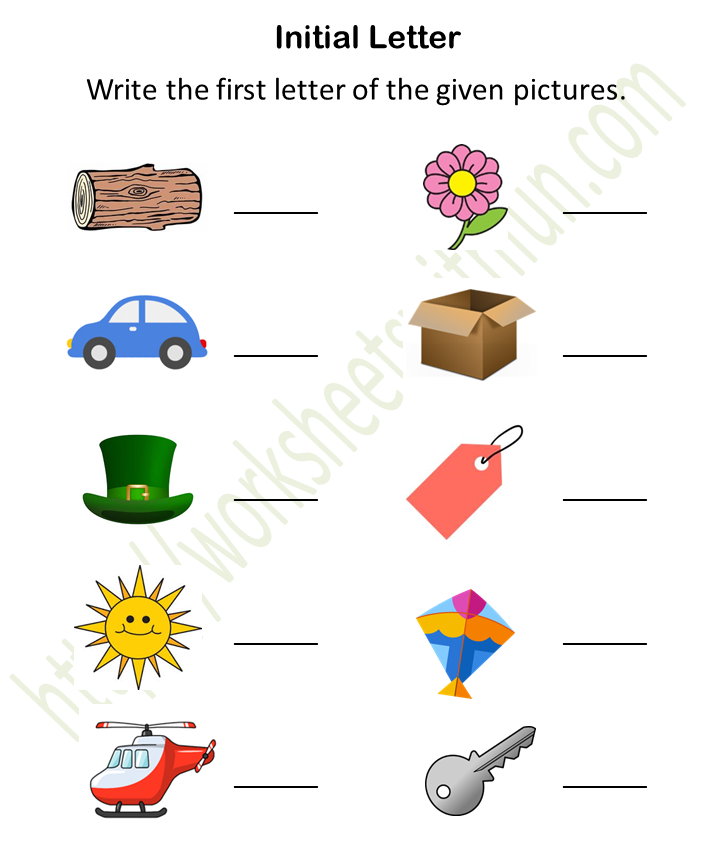 Initial Letter
Write the first letter of the given pictures.